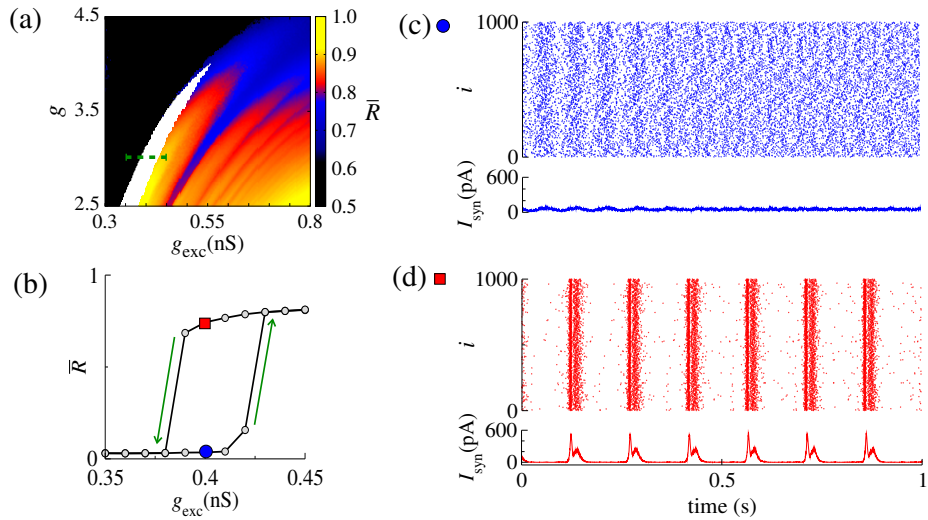 (a)
4.5
3.5
2.5
g
0.3
0.55
0.8
g_exc(nS)
1.0
0.9
0.8
0.7
0.6
0.5
R̅
(b)
1
0
R̅
0.35
0.4
0.45
g_exc(nS)
(c)
1000
i
0
600
0
I_syn(pA)
(d)
1000
i
0
600
0
I_syn(pA)
0
0.5
1
time (s)